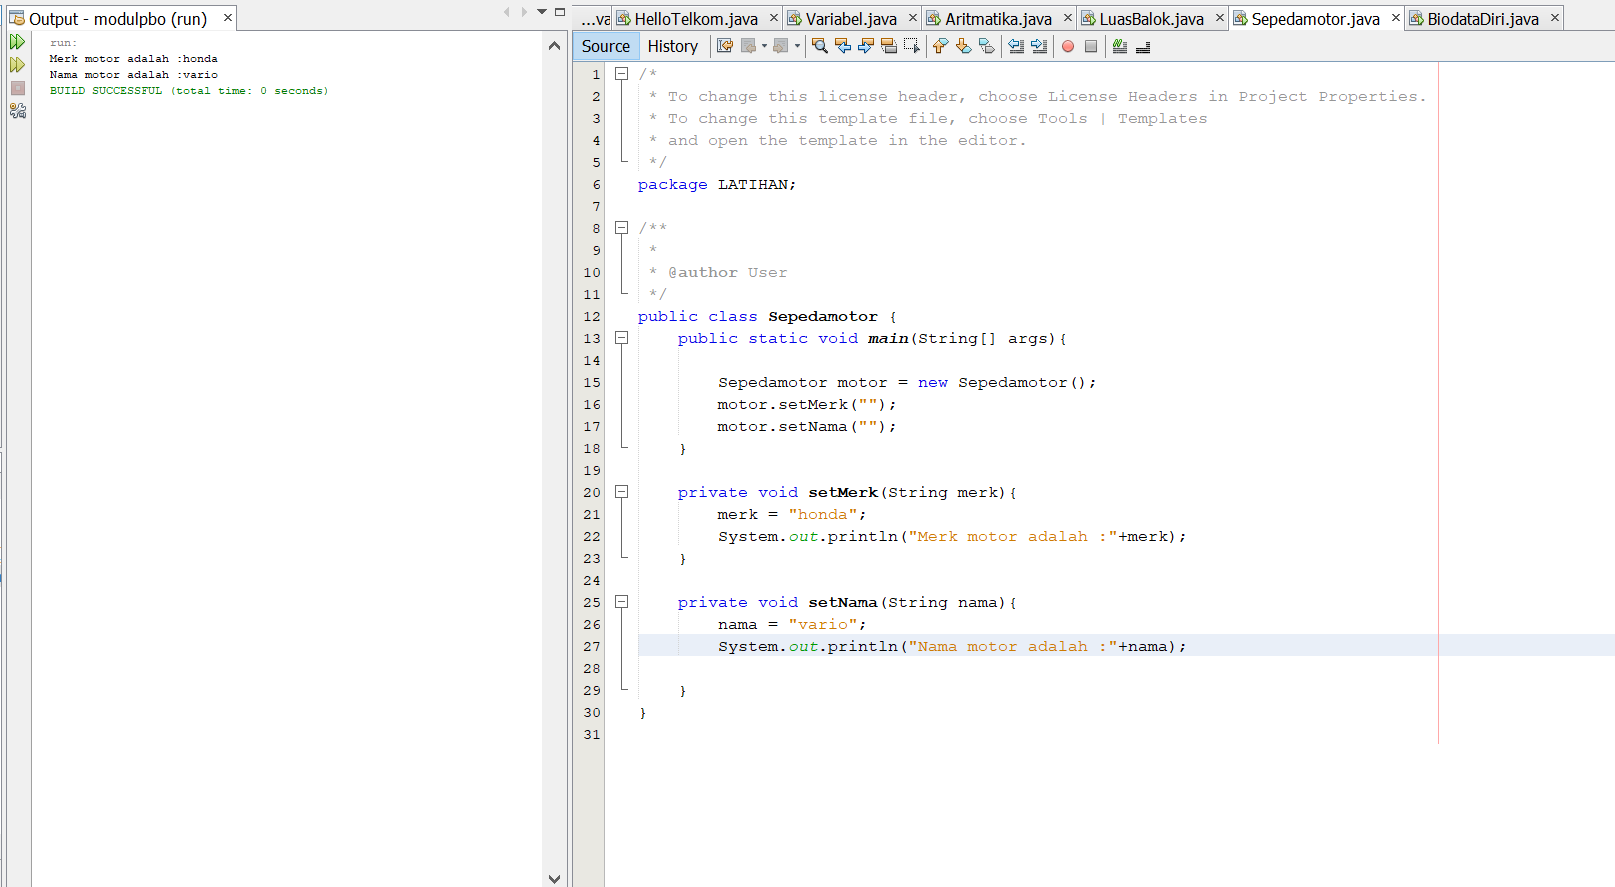 Output - modulpbo (run)
run:
Merk motor adalah :honda
Nama motor adalah :vario
BUILD SUCCESSFUL (total time: 0 seconds)
...va HelloTelkom.java Variabel.java Aritmatika.java LuasBalok.java Sepedamotor.java BiodataDiri.java
Source History
1 /*
2 * To change this license header, choose License Headers in Project Properties.
3 * To change this template file, choose Tools | Templates
4 * and open the template in the editor.
5 */
6 package LATIHAN;
7
8 /**
9 *
10 * @author User
11 */
12 public class Sepedamotor {
13 public static void main(String[] args){
14
15 Sepedamotor motor = new Sepedamotor();
16 motor.setMerk("");
17 motor.setNama("");
18 }
19
20 private void setMerk(String merk){
21 merk = "honda";
22 System.out.println("Merk motor adalah :"+merk);
23 }
24
25 private void setNama(String nama){
26 nama = "vario";
27 System.out.println("Nama motor adalah :"+nama);
28
29 }
30 }
31